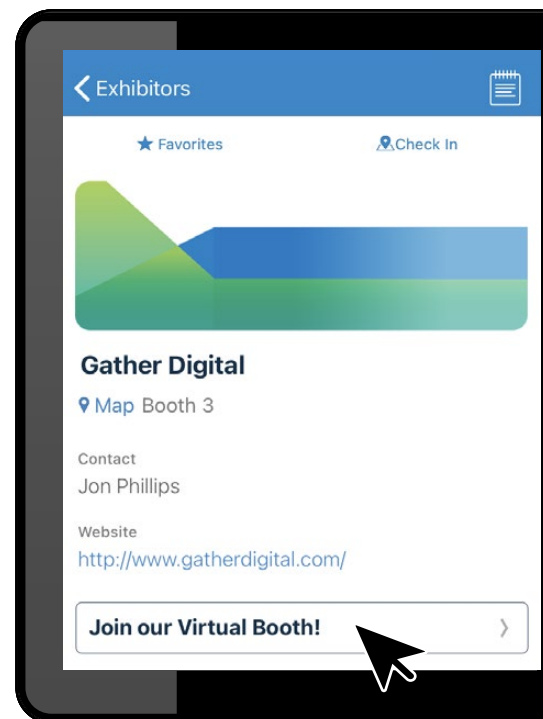 Exhibitors
Favorites Check In
Gather Digital
Map Booth 3
Contact
Jon Phillips
Website
http://www.gatherdigital.com/
Join our Virtual Booth!